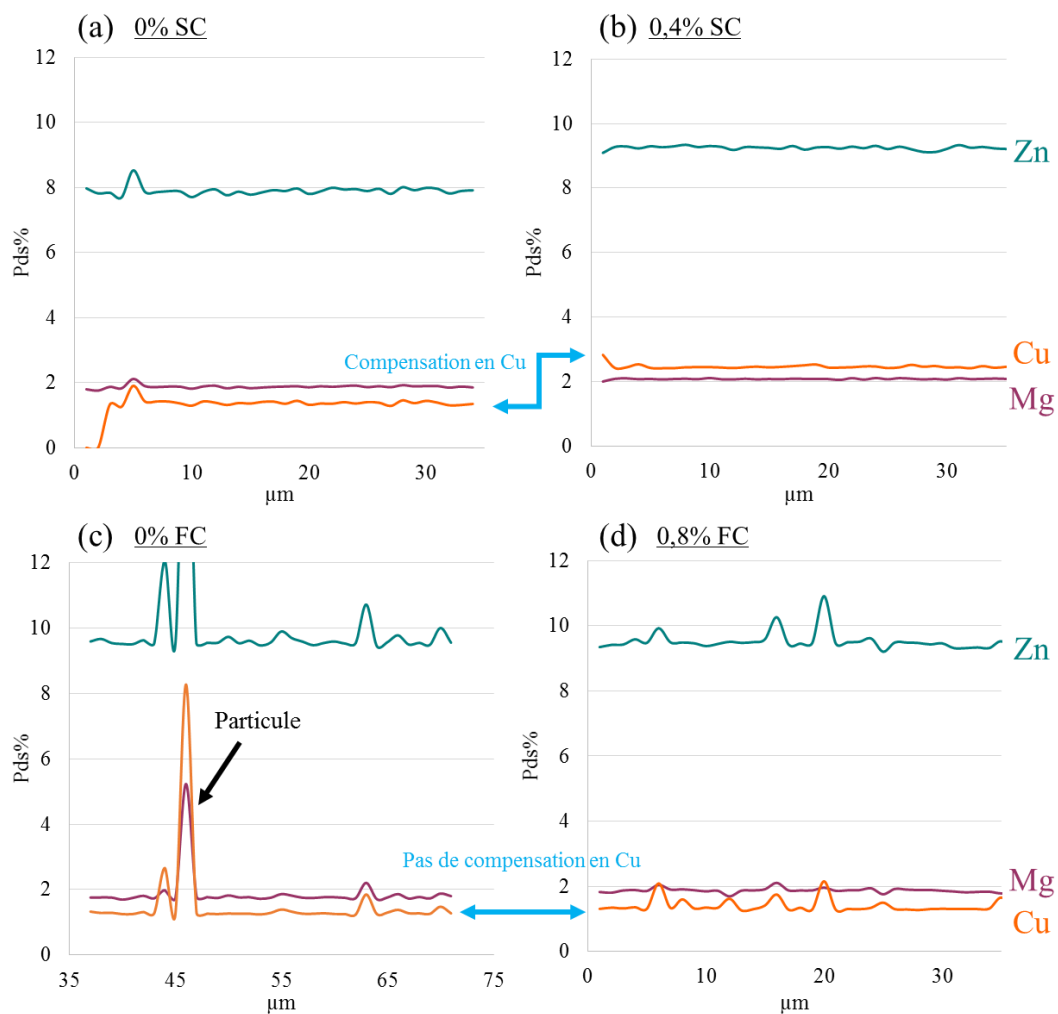 (a) 0% SC
12
10
8
6
4
2
0
Pds%
0 10 20 30
µm
Compensation en Cu
(b) 0,4% SC
12
10
8
6
4
2
0
Pds%
0 10 20 30
µm
Zn
Cu
Mg
(c) 0% FC
12
10
8
6
4
2
0
Pds%
35 45 55 65 75
µm
Particule
Pas de compensation en Cu
(d) 0,8% FC
12
10
8
6
4
2
0
Pds%
0 10 20 30
µm
Zn
Mg
Cu